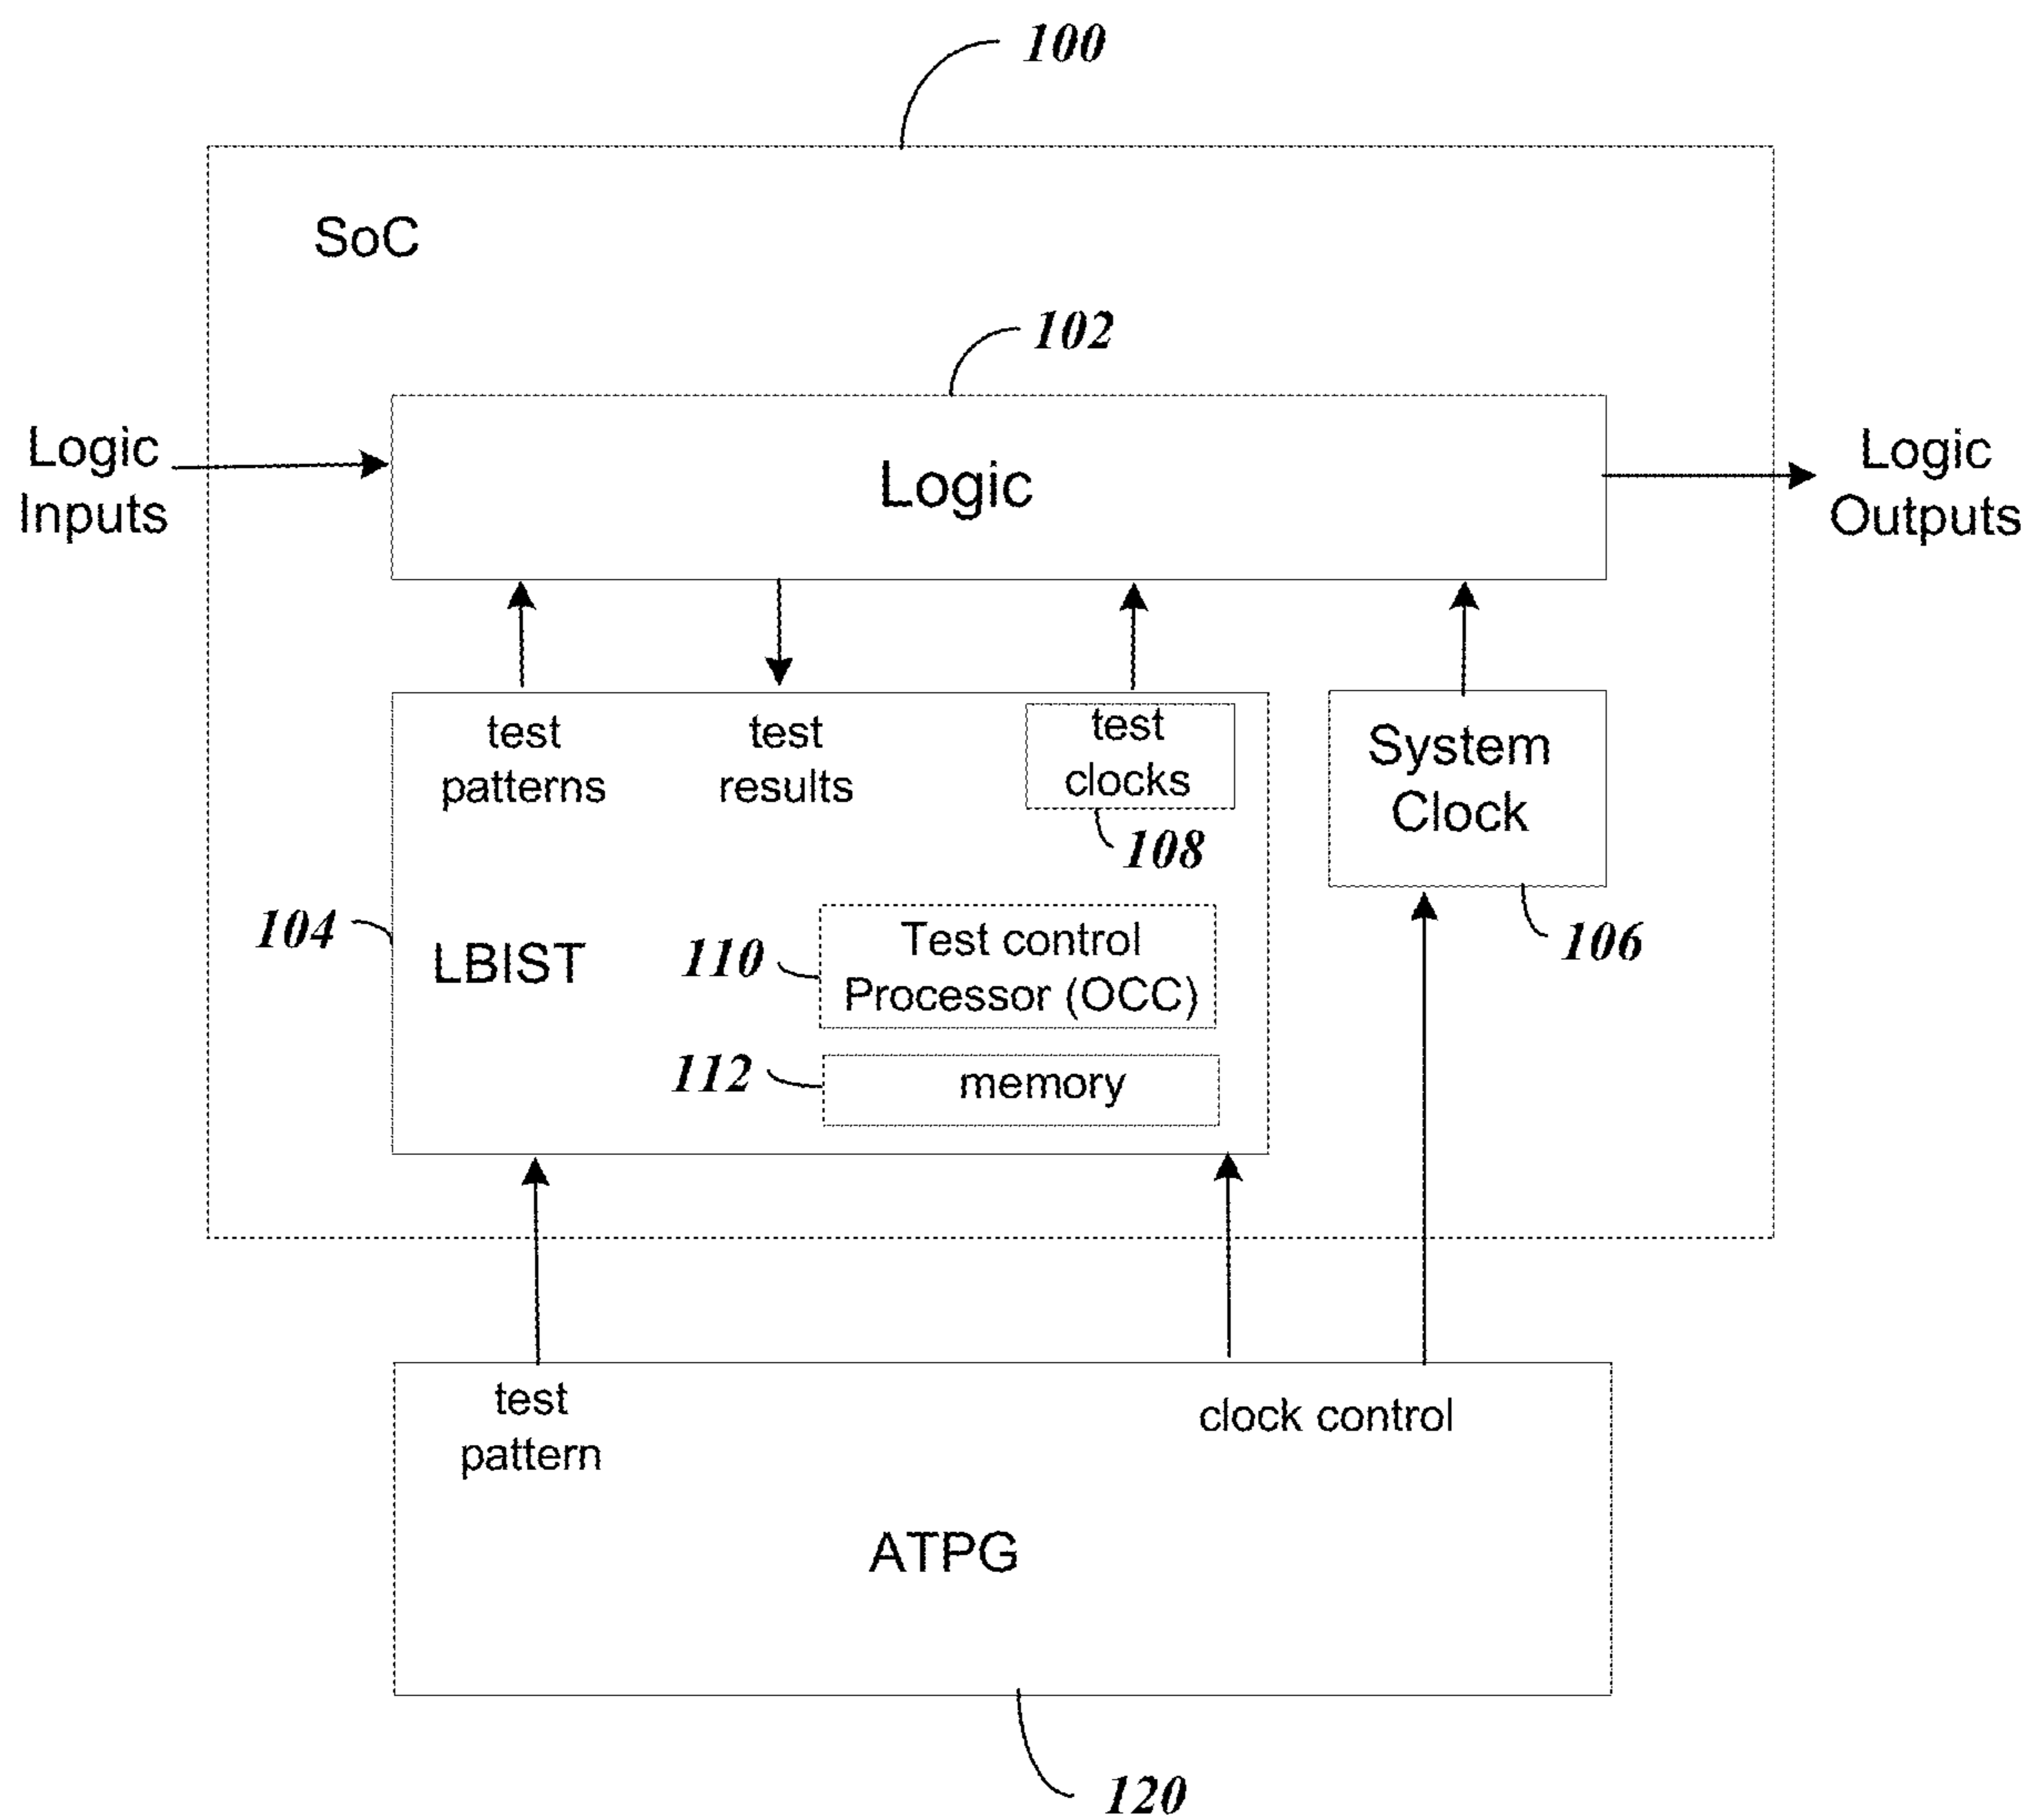 100
SoC
102
Logic
Inputs
Logic
Logic
Outputs
test
patterns
test
results
test
clocks
108
System
Clock
106
104
LBIST
110
Test control
Processor (OCC)
112
memory
test
pattern
clock control
ATPG
120